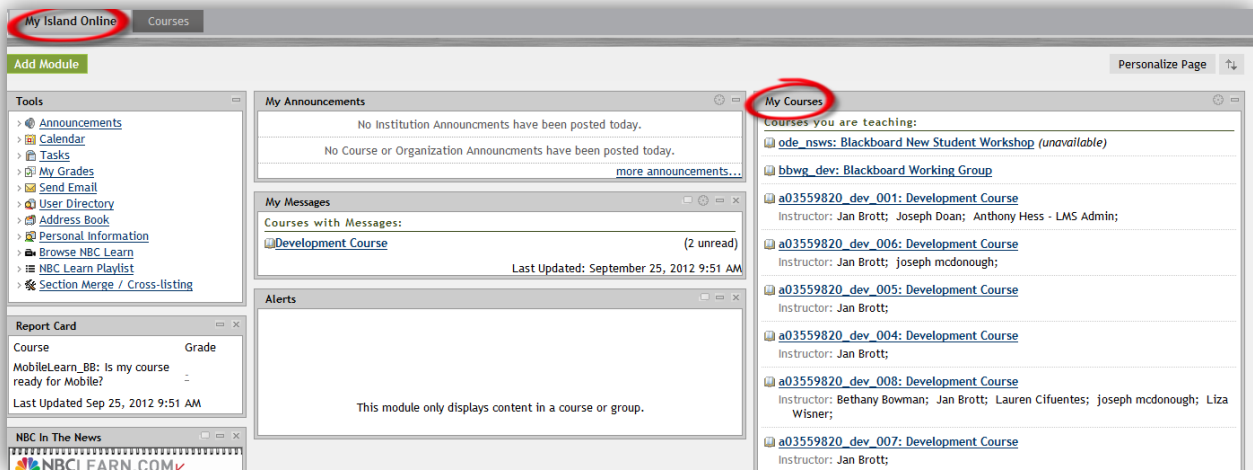 My Island Online
Courses
Add Module
Personalize Page
Tools
Announcements
Calendar
Tasks
My Grades
Send Email
User Directory
Address Book
Personal Information
Browse NBC Learn
NBC Learn Playlist
Section Merge / Cross-listing
Report Card
Course Grade
MobileLearn_BB: Is my course
ready for Mobile?
-
Last Updated Sep 25, 2012 9:51 AM
NBC In The News
NBCLEARN.COM
My Announcements
No Institution Announcments have been posted today.
No Course or Organization Announcments have been posted today.
more announcements...
My Messages
Courses with Messages:
Development Course (2 unread)
Last Updated: September 25, 2012 9:51 AM
Alerts
This module only displays content in a course or group.
My Courses
Courses you are teaching:
ode_nsws: Blackboard New Student Workshop (unavailable)
bbwg_dev: Blackboard Working Group
a03559820_dev_001: Development Course
Instructor: Jan Brott; Joseph Doan; Anthony Hess - LMS Admin;
a03559820_dev_006: Development Course
Instructor: Jan Brott; joseph mcdonough;
a03559820_dev_005: Development Course
Instructor: Jan Brott;
a03559820_dev_004: Development Course
Instructor: Jan Brott;
a03559820_dev_008: Development Course
Instructor: Bethany Bowman; Jan Brott; Lauren Cifuentes; joseph mcdonough; Liza
Wisner;
a03559820_dev_007: Development Course
Instructor: Jan Brott;